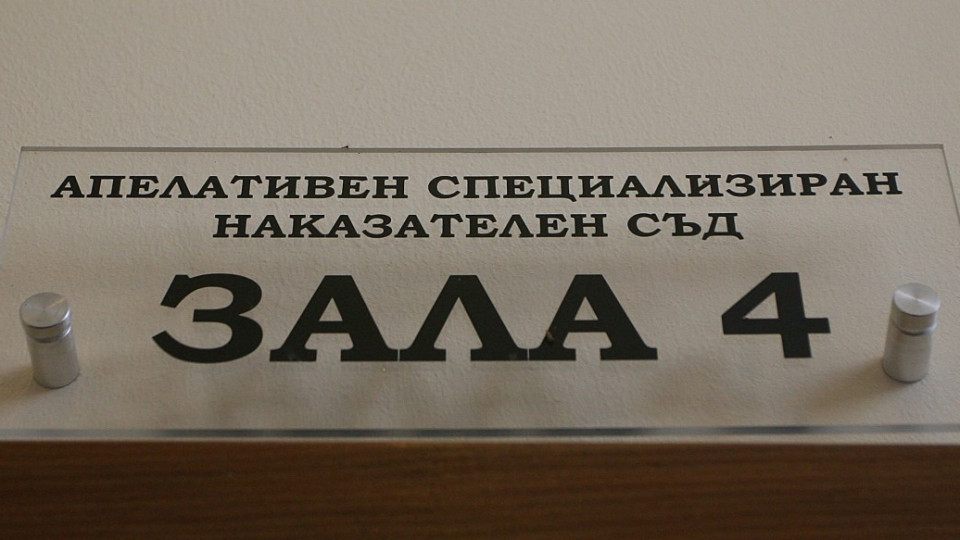 АПЕЛАТИВЕН СПЕЦИАЛИЗИРАН
НАКАЗАТЕЛЕН СЪД
ЗАЛА 4